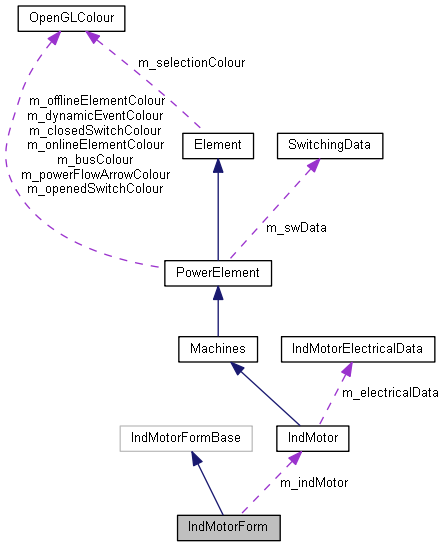 OpenGLColour
m_selectionColour
m_offlineElementColour
m_dynamicEventColour
m_closedSwitchColour
m_onlineElementColour
m_busColour
m_powerFlowArrowColour
m_openedSwitchColour
Element
SwitchingData
m_swData
PowerElement
Machines
IndMotorElectricalData
m_electricalData
IndMotorFormBase
IndMotor
m_indMotor
IndMotorForm